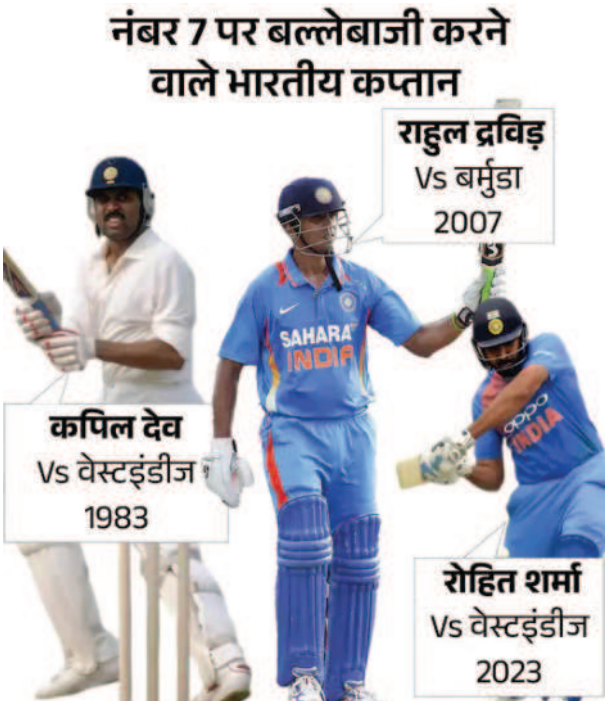 नंबर 7 पर बल्लेबाजी करने
वाले भारतीय कप्तान
राहुल द्रविड़
Vs बर्मुडा
2007
SAHARA
INDIA
कपिल देव
Vs वेस्टइंडीज
1983
oppo
INDIA
रोहित शर्मा
Vs वेस्टइंडीज
2023